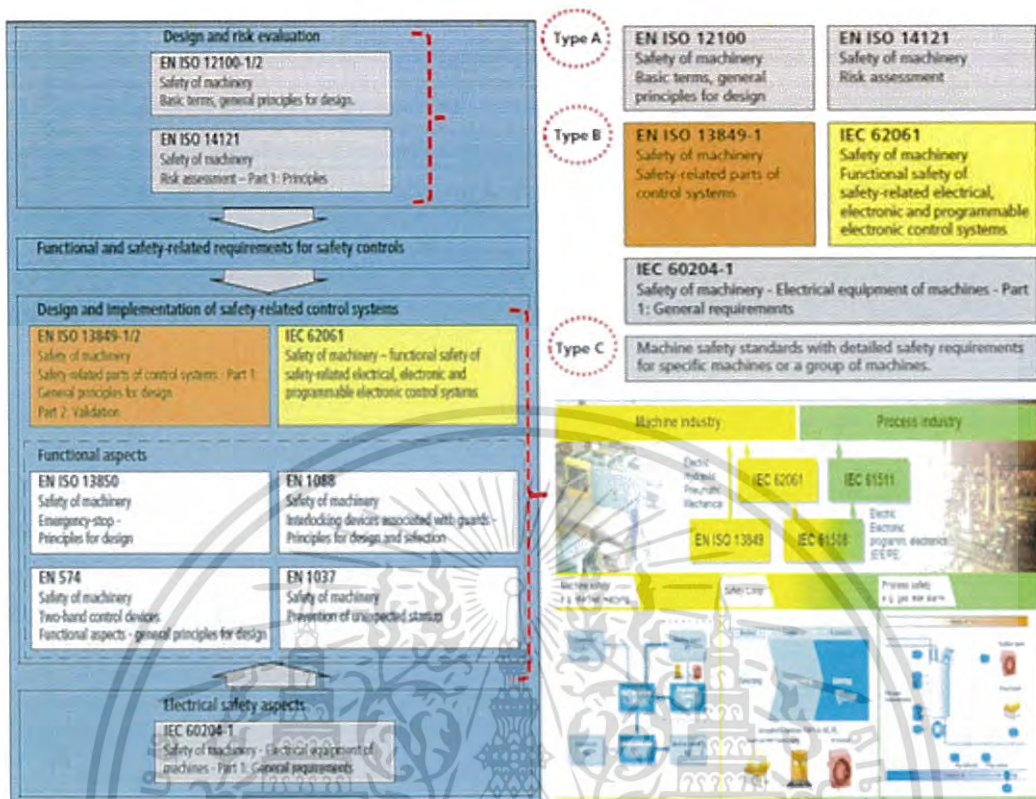 Design and risk evaluation
EN ISO 12100-1/2
Safety of machinery
Basic terms, general principles for design.
EN ISO 14121
Safety of machinery
Risk assessment – Part 1: Principles
Functional and safety-related requirements for safety controls
Design and implementation of safety-related control systems
EN ISO 13849-1/2
Safety of machinery
Safety-related parts of control systems - Part 1:
General principles for design
Part 2: Validation
IEC 62061
Safety of machinery – functional safety of
safety-related electrical, electronic and
programmable electronic control systems
Functional aspects
EN ISO 13850
Safety of machinery
Emergency-stop -
Principles for design
EN 1088
Safety of machinery
Interlocking devices associated with guards -
Principles for design and selection
EN 574
Safety of machinery
Two-hand control devices
Functional aspects - general principles for design
EN 1037
Safety of machinery
Prevention of unexpected startup
Electrical safety aspects
IEC 60204-1
Safety of machinery - Electrical equipment of
machines - Part 1: General requirements
Type A
EN ISO 12100
Safety of machinery
Basic terms, general
principles for design
EN ISO 14121
Safety of machinery
Risk assessment
Type B
EN ISO 13849-1
Safety of machinery
Safety-related parts of
control systems
IEC 62061
Safety of machinery
Functional safety of
safety-related electrical,
electronic and programmable
electronic control systems
IEC 60204-1
Safety of machinery - Electrical equipment of machines - Part
1: General requirements
Type C
Machine safety standards with detailed safety requirements
for specific machines or a group of machines.
Machine industry
Process industry
Electric
Hydraulic
Pneumatic
Mechanical
IEC 62061
IEC 61511
EN ISO 13849
IEC 61508
Electric
Electronic
Machine safety
Process safety